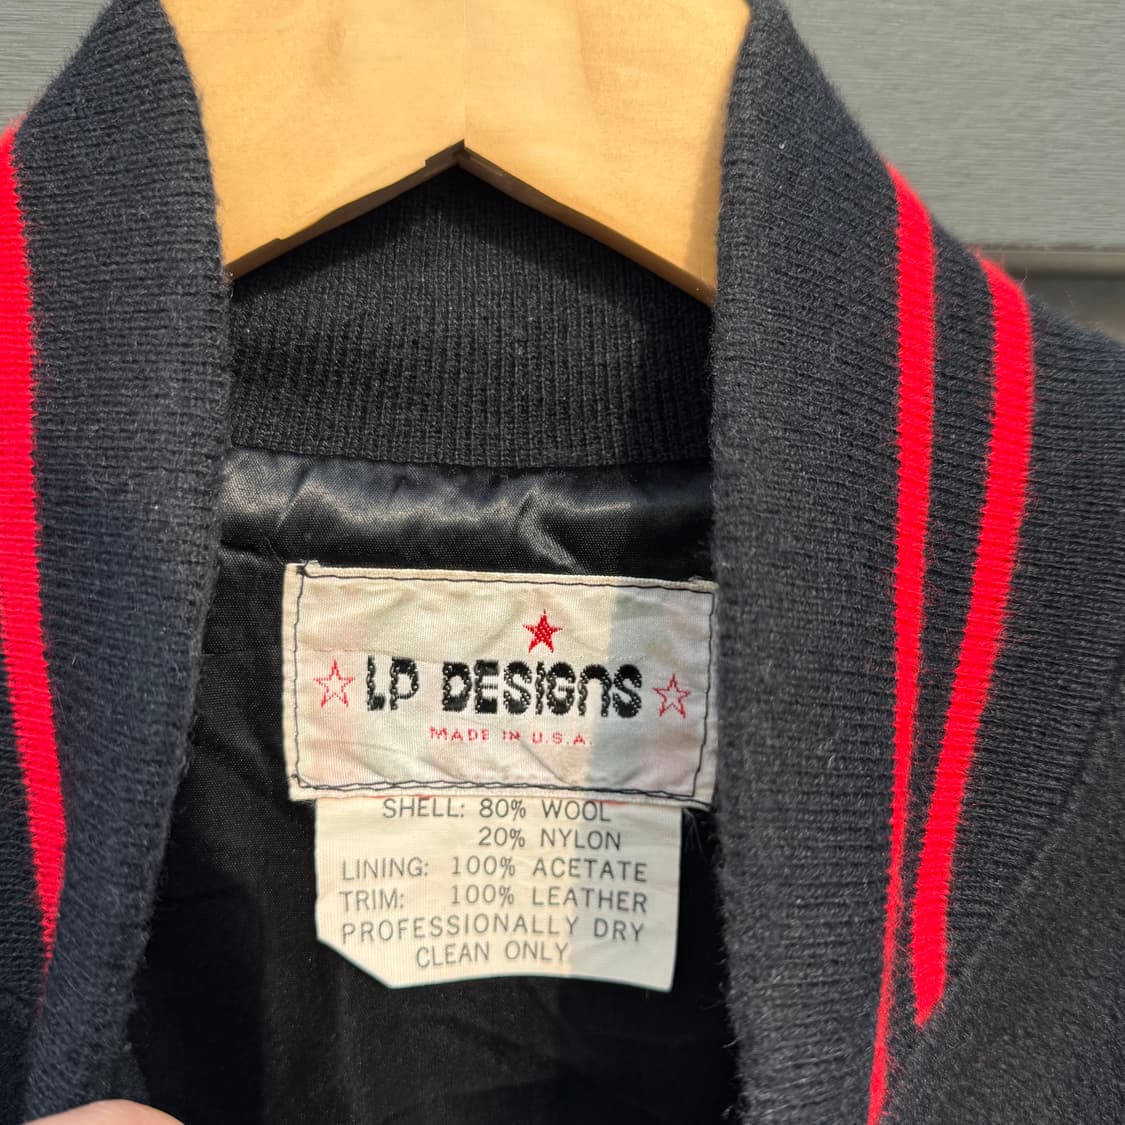 LP DESIGNS
MADE IN U.S.A.
SHELL: 80% WOOL
20% NYLON
LINING: 100% ACETATE
TRIM: 100% LEATHER
PROFESSIONALLY DRY
CLEAN ONLY